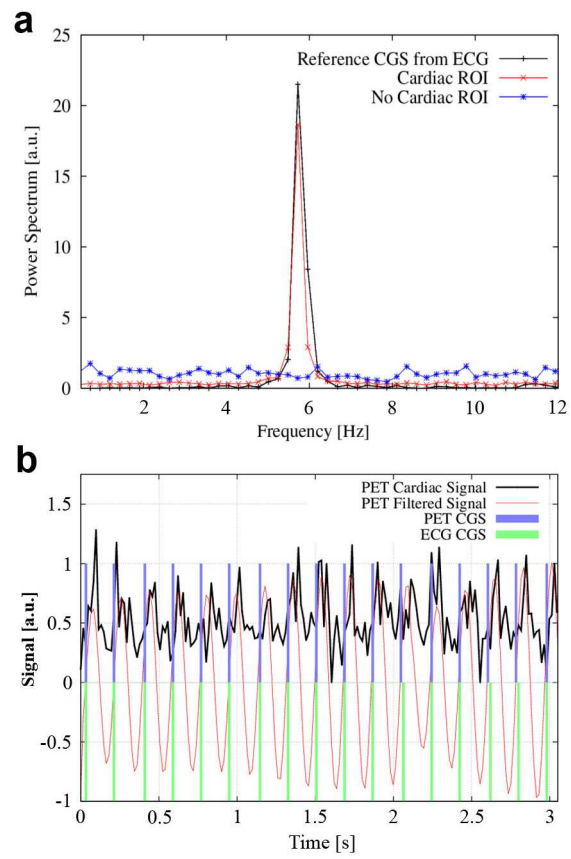 a
Reference CGS from ECG
Cardiac ROI
No Cardiac ROI
Power Spectrum [a.u.]
25
20
15
10
5
0
2
4
6
8
10
12
Frequency [Hz]
b
PET Cardiac Signal
PET Filtered Signal
PET CGS
ECG CGS
Signal [a.u.]
1.5
1
0.5
0
-0.5
-1
0
0.5
1
1.5
2
2.5
3
Time [s]